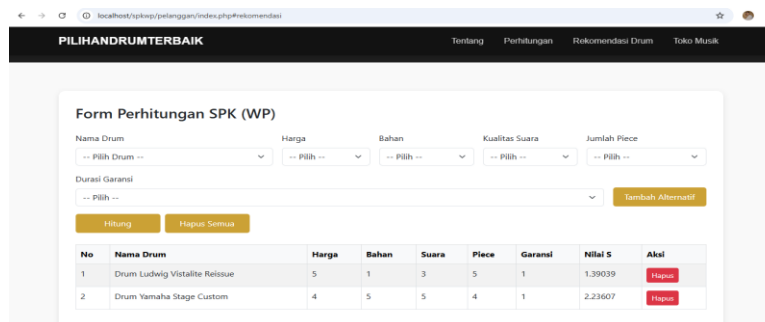 localhost/spkwp/pelanggan/index.php#rekomendasi
PILIHANDRUMTERBAIK Tentang Perhitungan Rekomendasi Drum Toko Musik
Form Perhitungan SPK (WP)
Nama Drum Harga Bahan Kualitas Suara Jumlah Piece
-- Pilih Drum -- -- Pilih -- -- Pilih -- -- Pilih -- -- Pilih --
Durasi Garansi
-- Pilih -- Tambah Alternatif
Hitung Hapus Semua
No Nama Drum Harga Bahan Suara Piece Garansi Nilai S Aksi
1 Drum Ludwig Vistalite Reissue 5 1 3 5 1 1.39039 Hapus
2 Drum Yamaha Stage Custom 4 5 5 4 1 2.23607 Hapus